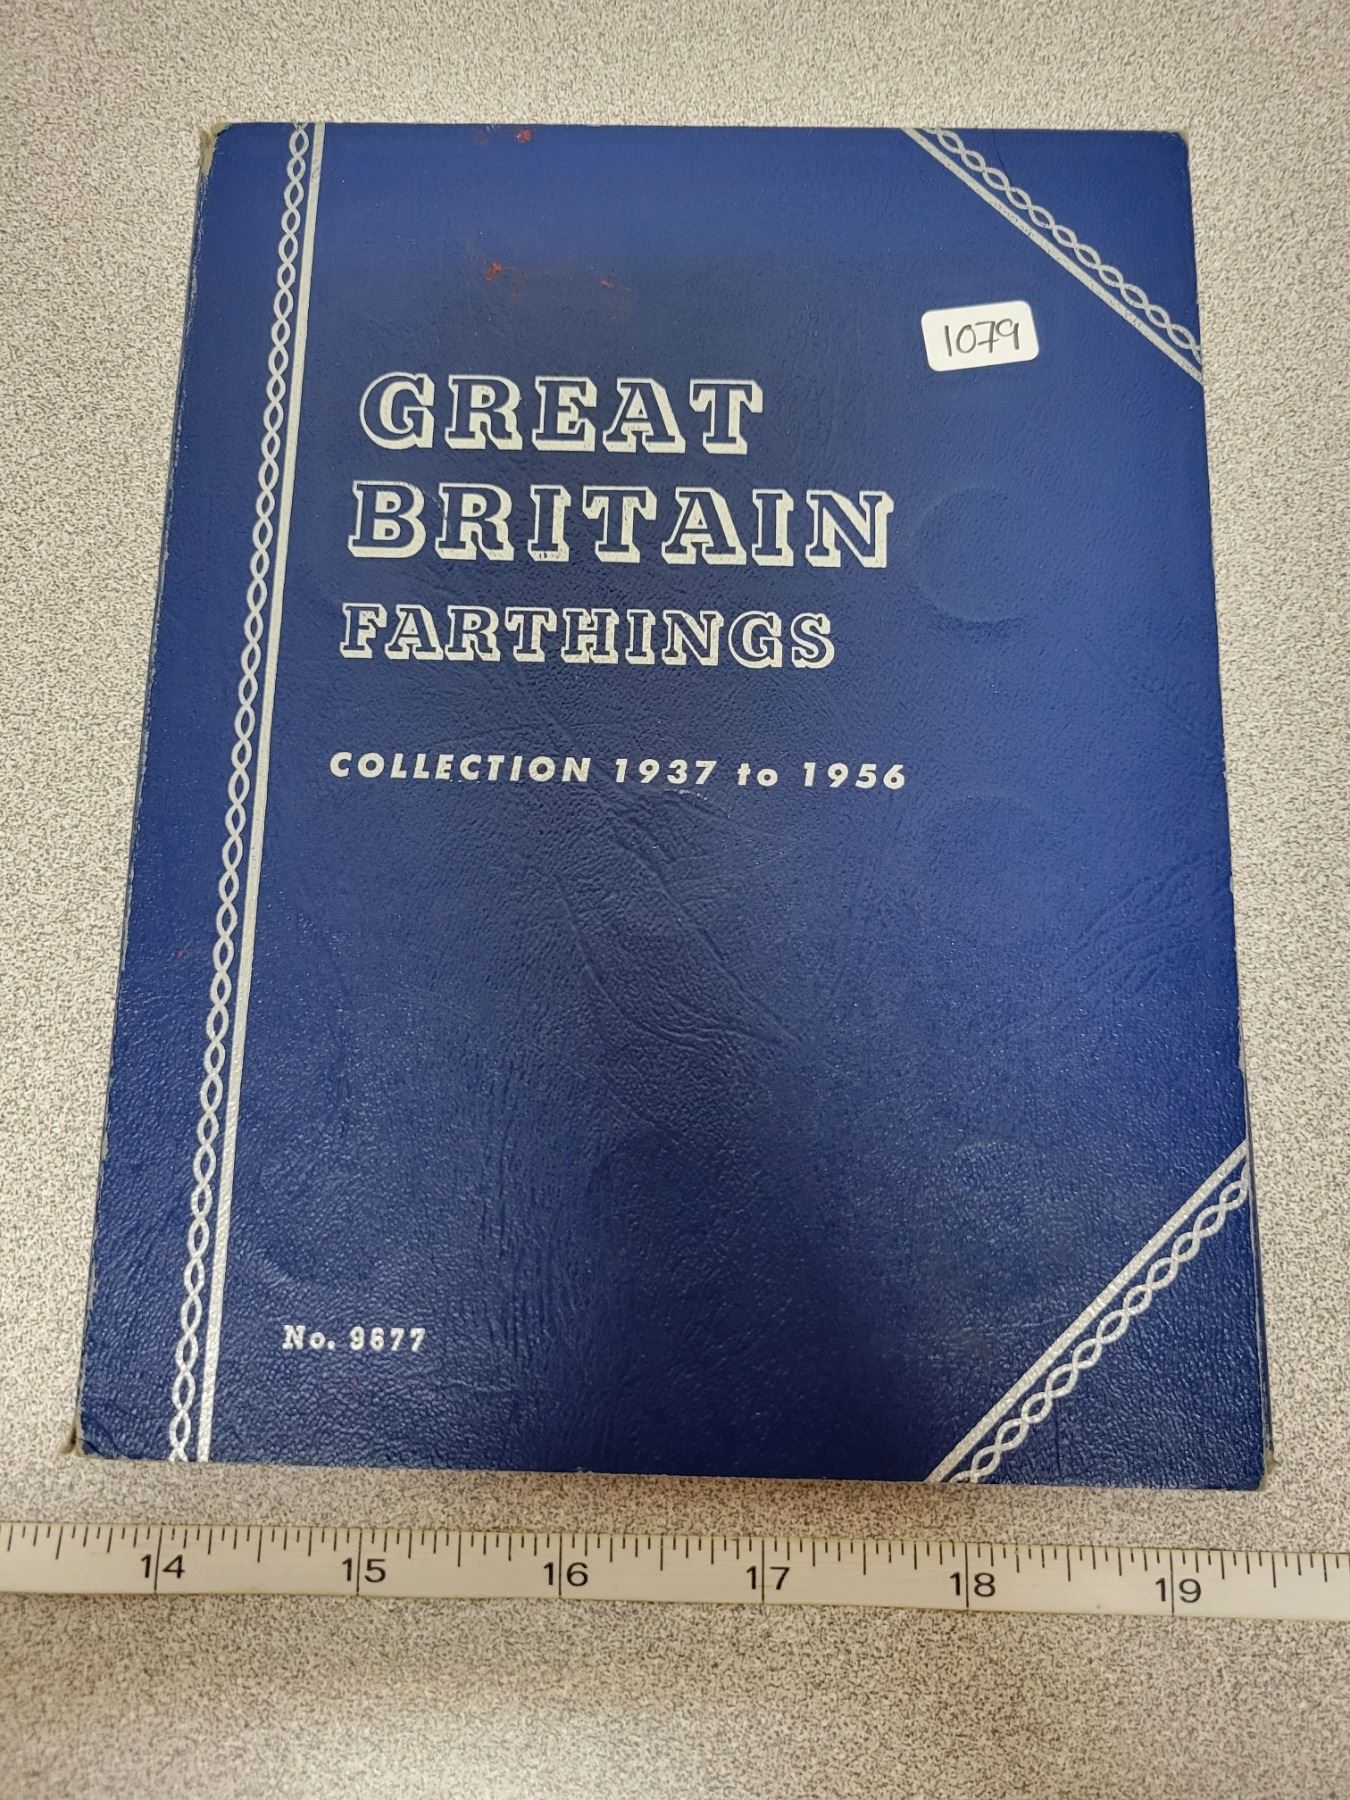 1079
GREAT
BRITAIN
FARTHINGS
COLLECTION 1937 to 1956
No. 9677
14 15 16 17 18 19